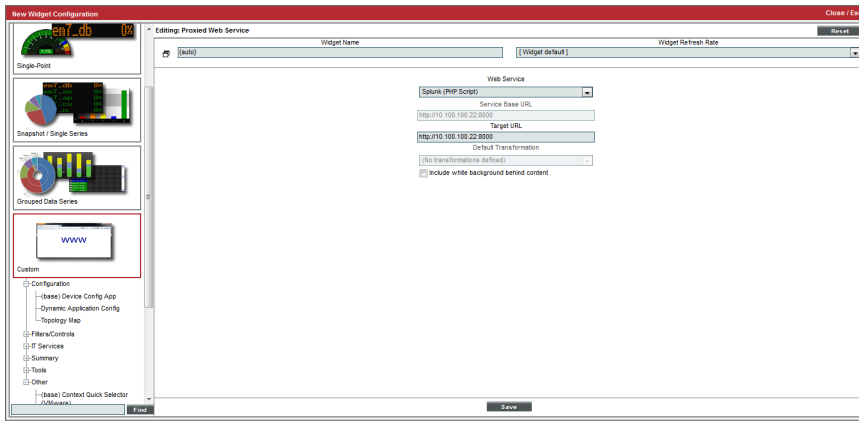 New Widget Configuration
Close / Es
em7_db 0%
Single-Point
Snapshot / Single Series
Grouped Data Series
www
Custom
Configuration
(base) Device Config App
Dynamic Application Config
Topology Map
Filters/Controls
IT Services
Summary
Tools
Other
(base) Context Quick Selector
(VMware)
Find
Editing: Proxied Web Service
Reset
Widget Name
Widget Refresh Rate
{auto}
[ Widget default ]
Web Service
Splunk (PHP Script)
Service Base URL
http://10.100.100.22:8000
Target URL
http://10.100.100.22:8000
Default Transformation
(No transformations defined)
Include white background behind content
Save